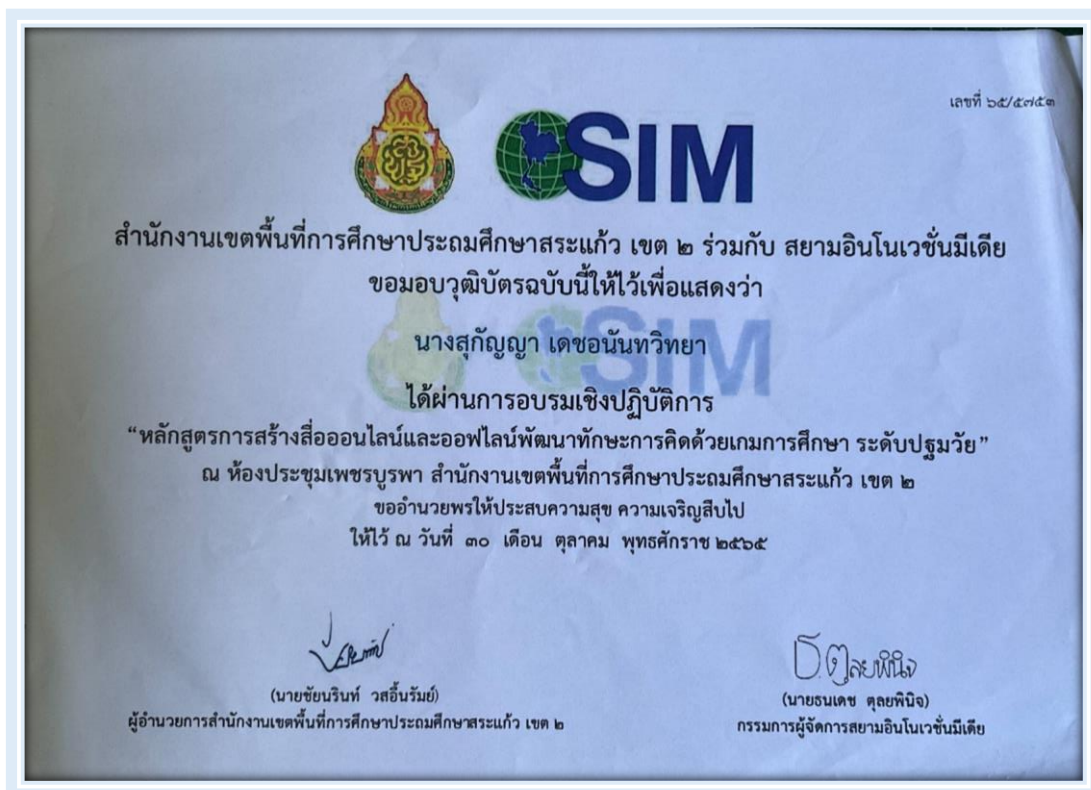 เลขที่ ๖๕/๕๗๕๓
SIM
สำนักงานเขตพื้นที่การศึกษาประถมศึกษาสระแก้ว เขต ๒ ร่วมกับ สยามอินโนเวชั่นมีเดีย
ขอมอบวุฒิบัตรฉบับนี้ให้ไว้เพื่อแสดงว่า
นางสุกัญญา เดชอนันทวิทยา
ได้ผ่านการอบรมเชิงปฏิบัติการ
“หลักสูตรการสร้างสื่อออนไลน์และออฟไลน์พัฒนาทักษะการคิดด้วยเกมการศึกษา ระดับปฐมวัย”
ณ ห้องประชุมเพชรบูรพา สำนักงานเขตพื้นที่การศึกษาประถมศึกษาสระแก้ว เขต ๒
ขออำนวยพรให้ประสบความสุข ความเจริญสืบไป
ให้ไว้ ณ วันที่ ๓๐ เดือน ตุลาคม พุทธศักราช ๒๕๖๕
ธ.ตุลยพินิจ
(นายชัยนรินท์ วสอื้นรัมย์)
(นายธนเดช ตุลยพินิจ)
ผู้อำนวยการสำนักงานเขตพื้นที่การศึกษาประถมศึกษาสระแก้ว เขต ๒
กรรมการผู้จัดการสยามอินโนเวชั่นมีเดีย